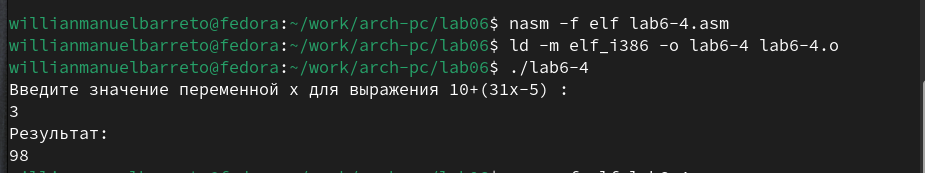 willianmanuelbarreto@fedora:~/work/arch-pc/lab06$ nasm -f elf lab6-4.asm
willianmanuelbarreto@fedora:~/work/arch-pc/lab06$ ld -m elf_i386 -o lab6-4 lab6-4.o
willianmanuelbarreto@fedora:~/work/arch-pc/lab06$ ./lab6-4
Введите значение переменной x для выражения 10+(31x-5) :
3
Результат:
98